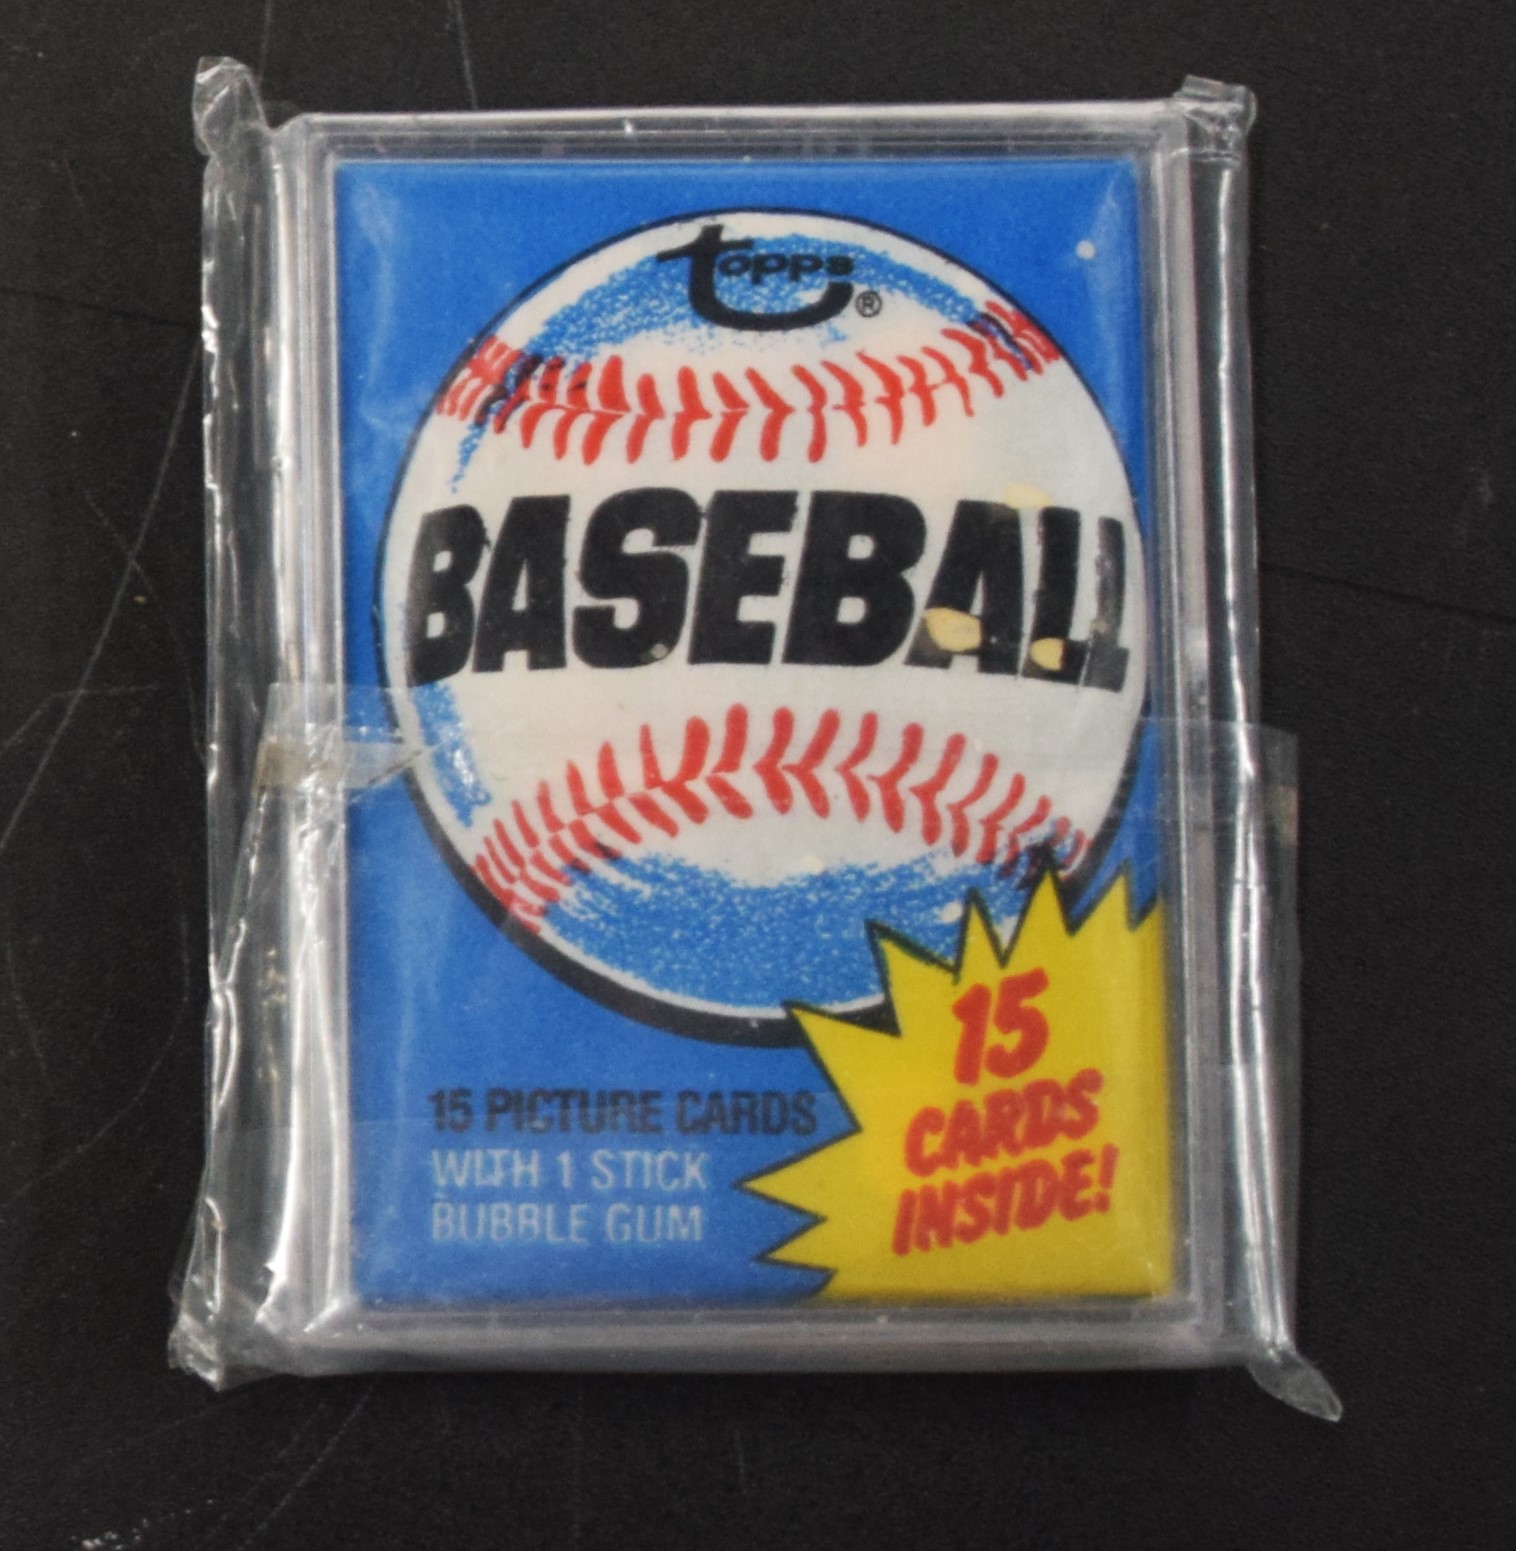 topps®
BASEBALL
15 PICTURE CARDS
WITH 1 STICK
BUBBLE GUM
15
CARDS
INSIDE!